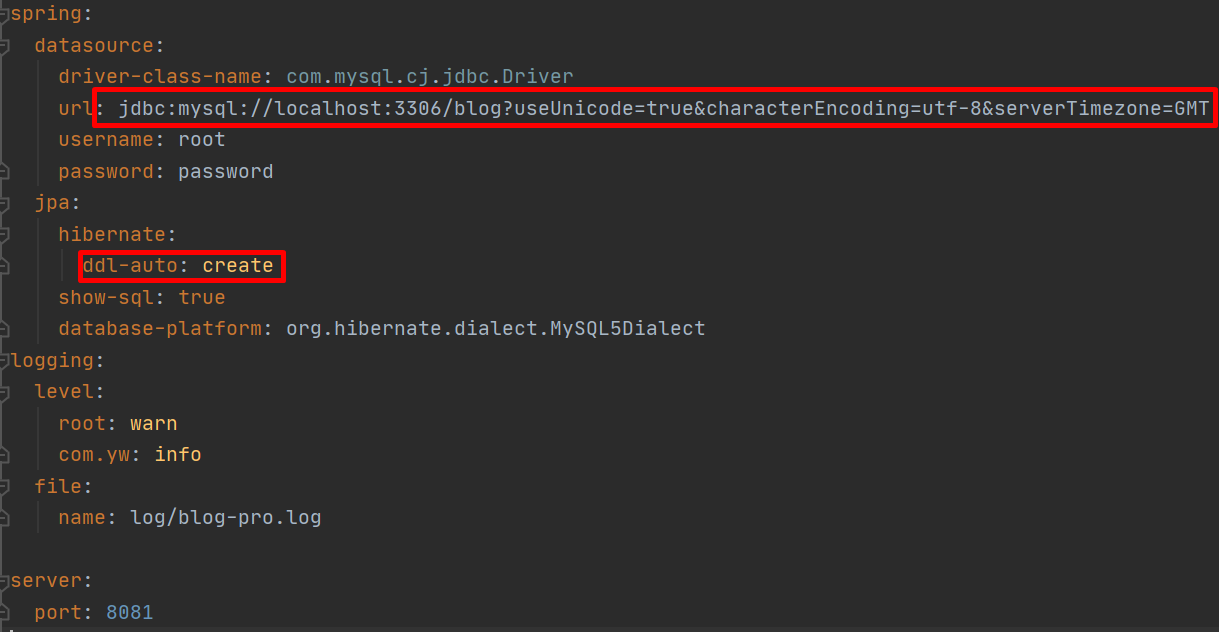 spring:
  datasource:
    driver-class-name: com.mysql.cj.jdbc.Driver
    url: jdbc:mysql://localhost:3306/blog?useUnicode=true&characterEncoding=utf-8&serverTimezone=GMT
    username: root
    password: password
  jpa:
    hibernate:
      ddl-auto: create
    show-sql: true
    database-platform: org.hibernate.dialect.MySQL5Dialect
logging:
  level:
    root: warn
    com.yw: info
  file:
    name: log/blog-pro.log

server:
  port: 8081